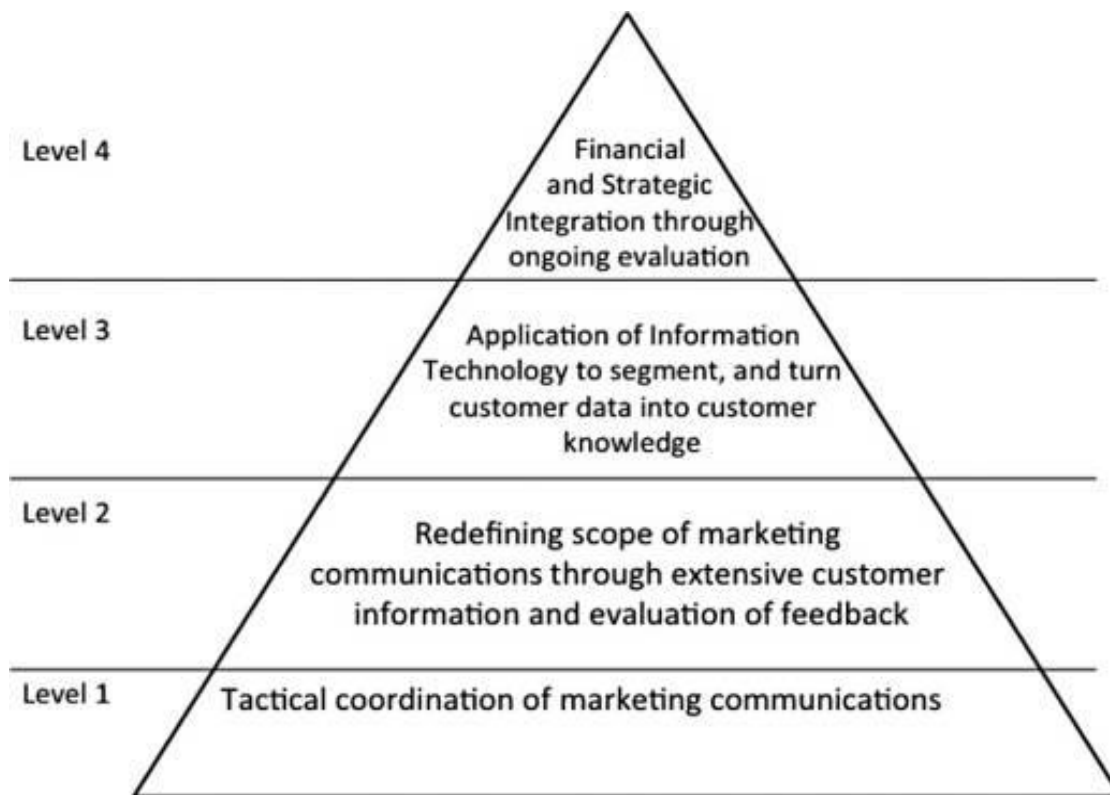 Level 4
Financial
and Strategic
Integration through
ongoing evaluation
Level 3
Application of Information
Technology to segment, and turn
customer data into customer
knowledge
Level 2
Redefining scope of marketing
communications through extensive customer
information and evaluation of feedback
Level 1
Tactical coordination of marketing communications